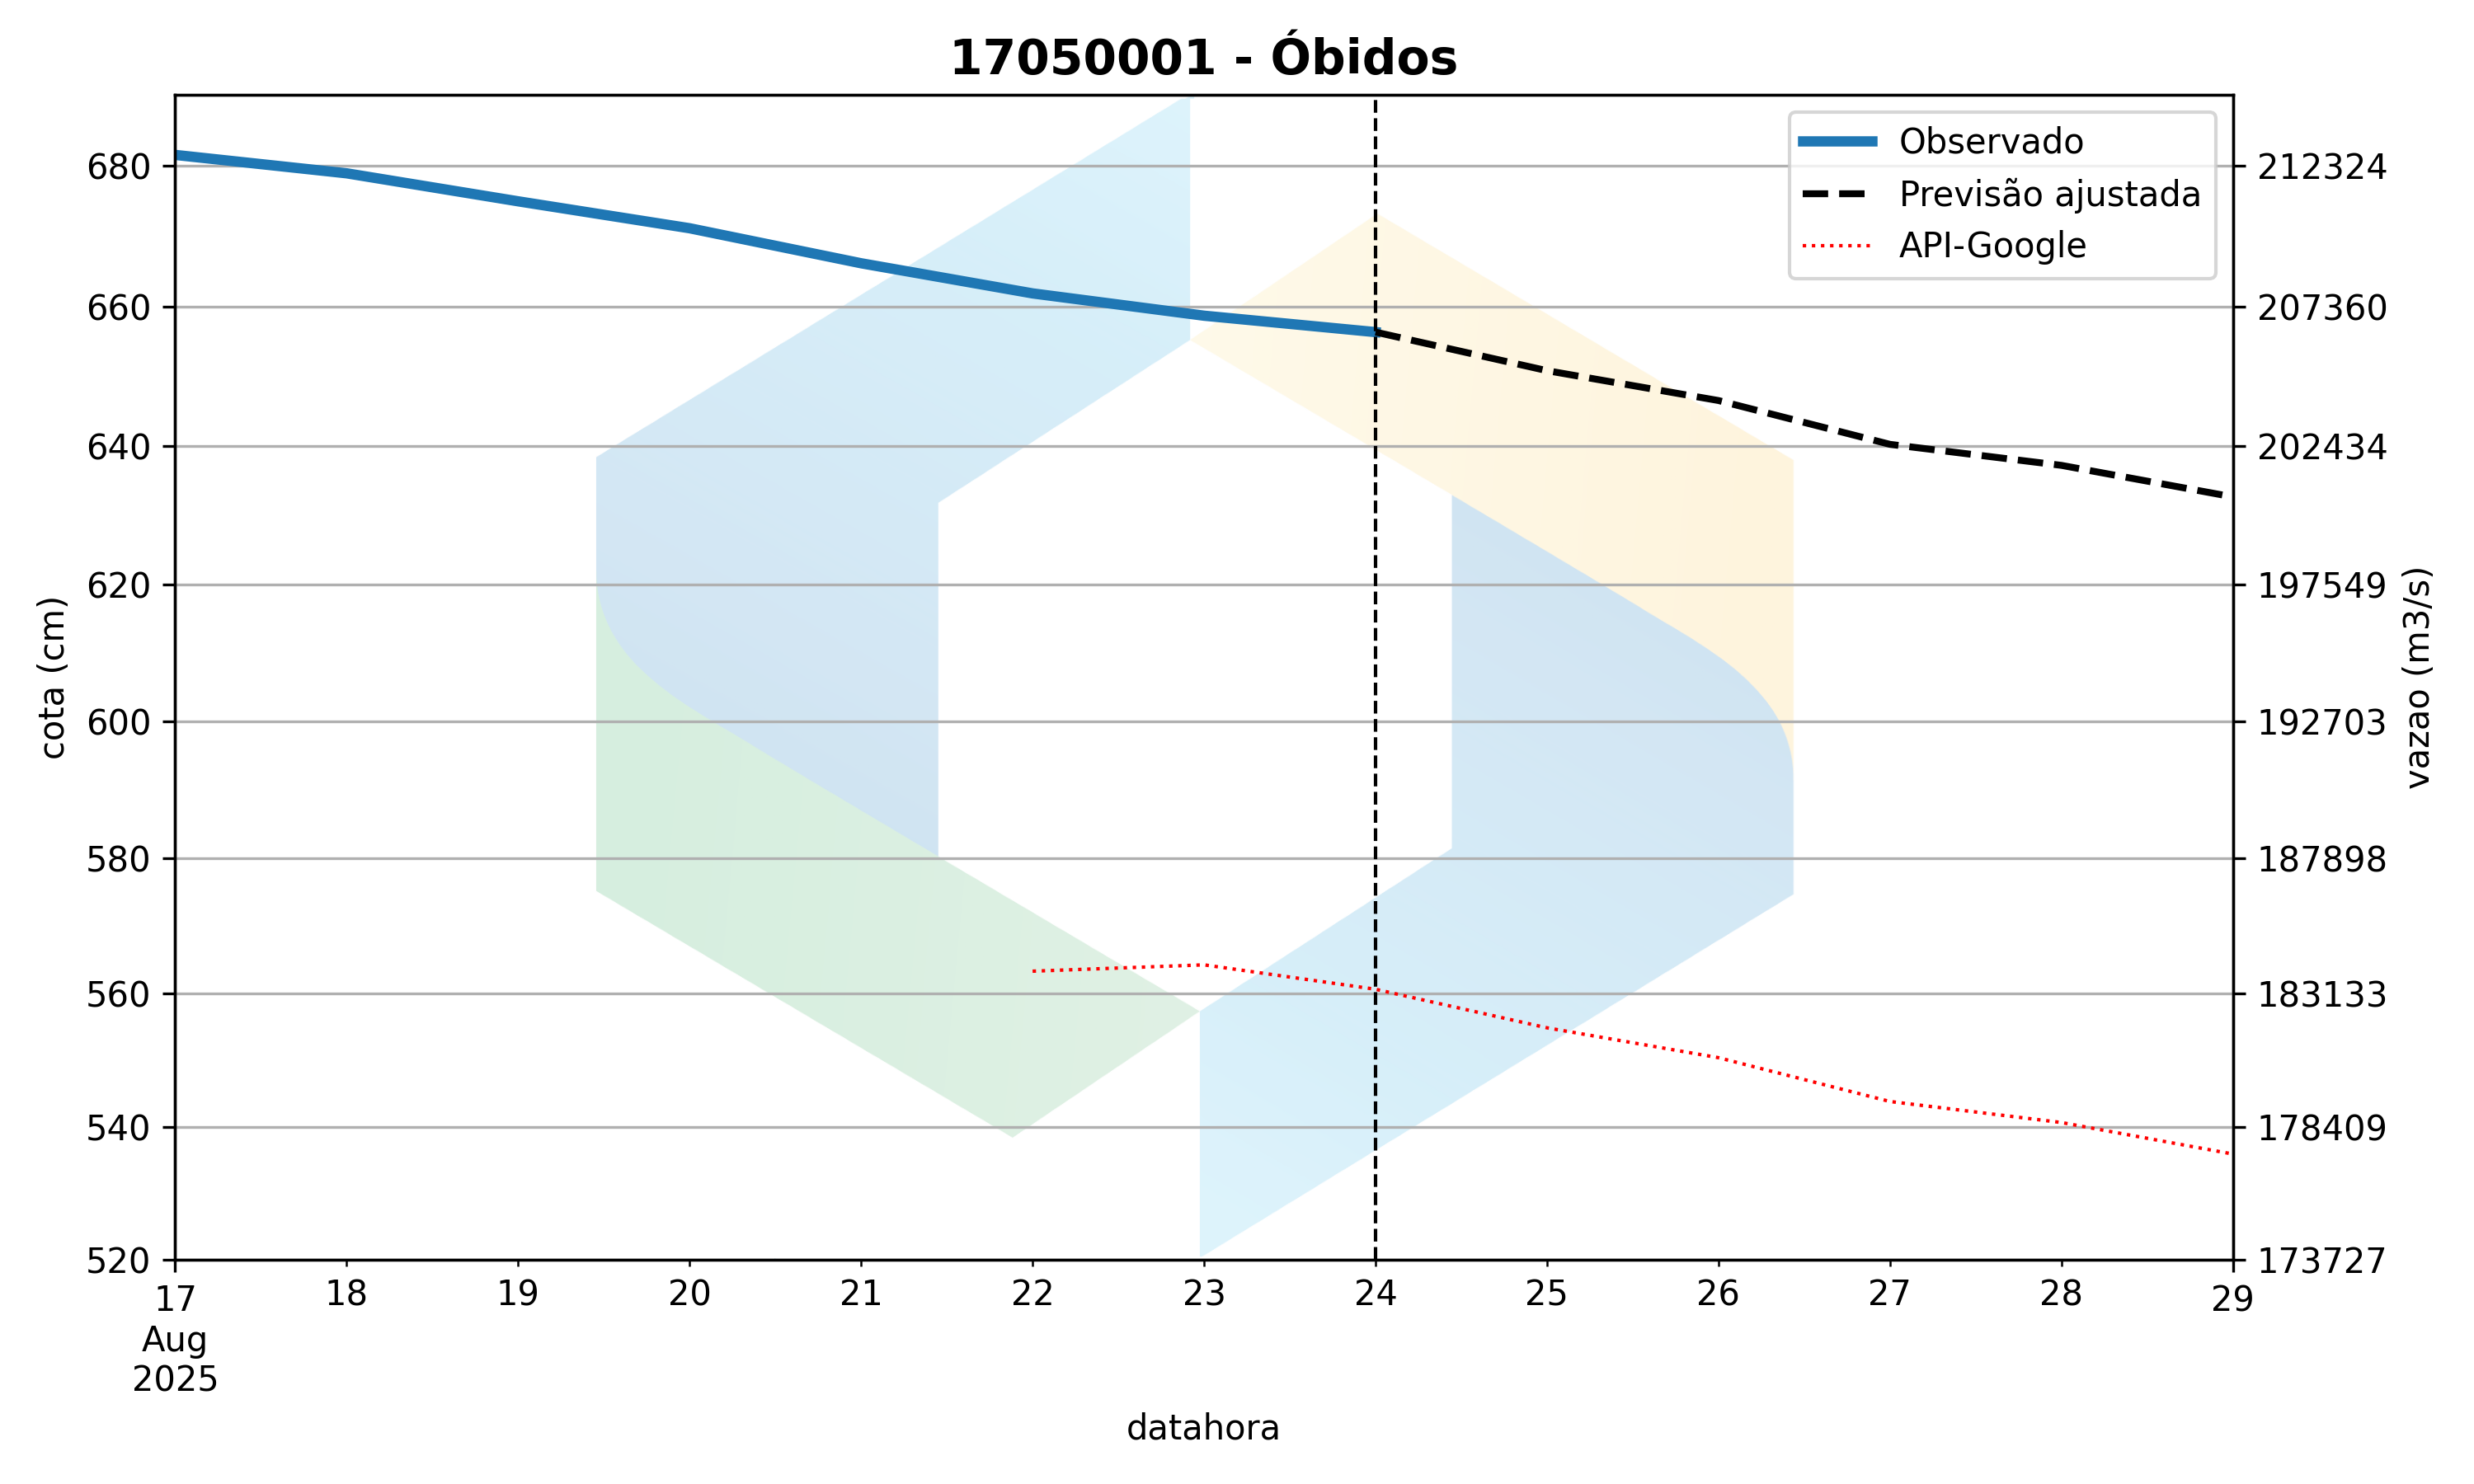 17050001 - Óbidos
Observado
Previsão ajustada
API-Google
680
660
640
620
600
580
560
540
520
cota (cm)
212324
207360
202434
197549
192703
187898
183133
178409
173727
vazao (m3/s)
17 18 19 20 21 22 23 24 25 26 27 28 29
Aug
2025
datahora